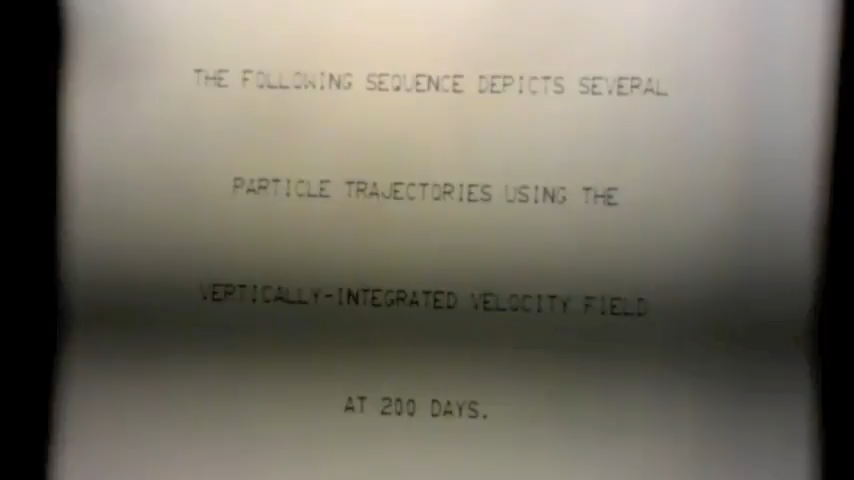 THE FOLLOWING SEQUENCE DEPICTS SEVERAL
PARTICLE TRAJECTORIES USING THE
VERTICALLY-INTEGRATED VELOCITY FIELD
AT 200 DAYS.